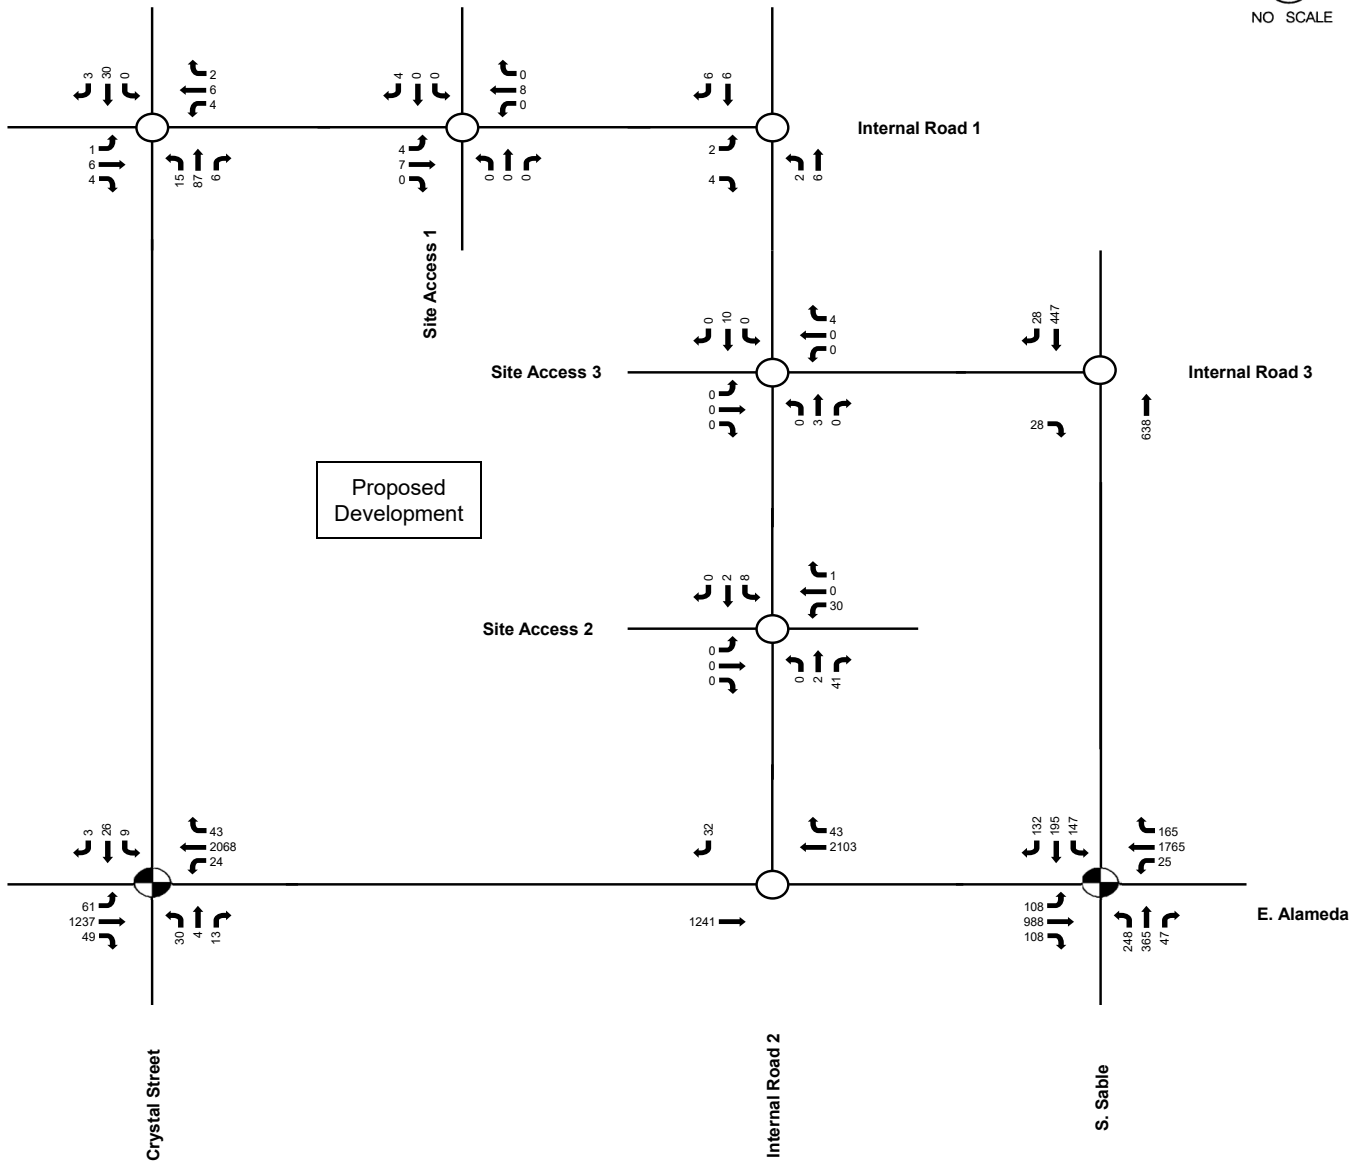 NO SCALE
3 30 0
2
6
4
1
6
4
15 87 6
4 0 0
0
8
0
4
7
0
0 0 0
6 6
2
4
2 6
Internal Road 1
Site Access 1
0 10 0
4
0
0
Site Access 3
0
0
0
0 3 0
28 447
28
638
Internal Road 3
Proposed
Development
0 2 8
1
0
30
Site Access 2
0
0
0
0 2 41
3 26 9
43
2068
24
61
1237
49
30 4 13
32
43
2103
1241
132 195 147
165
1765
25
108
988
108
248 365 47
E. Alameda
Crystal Street
Internal Road 2
S. Sable